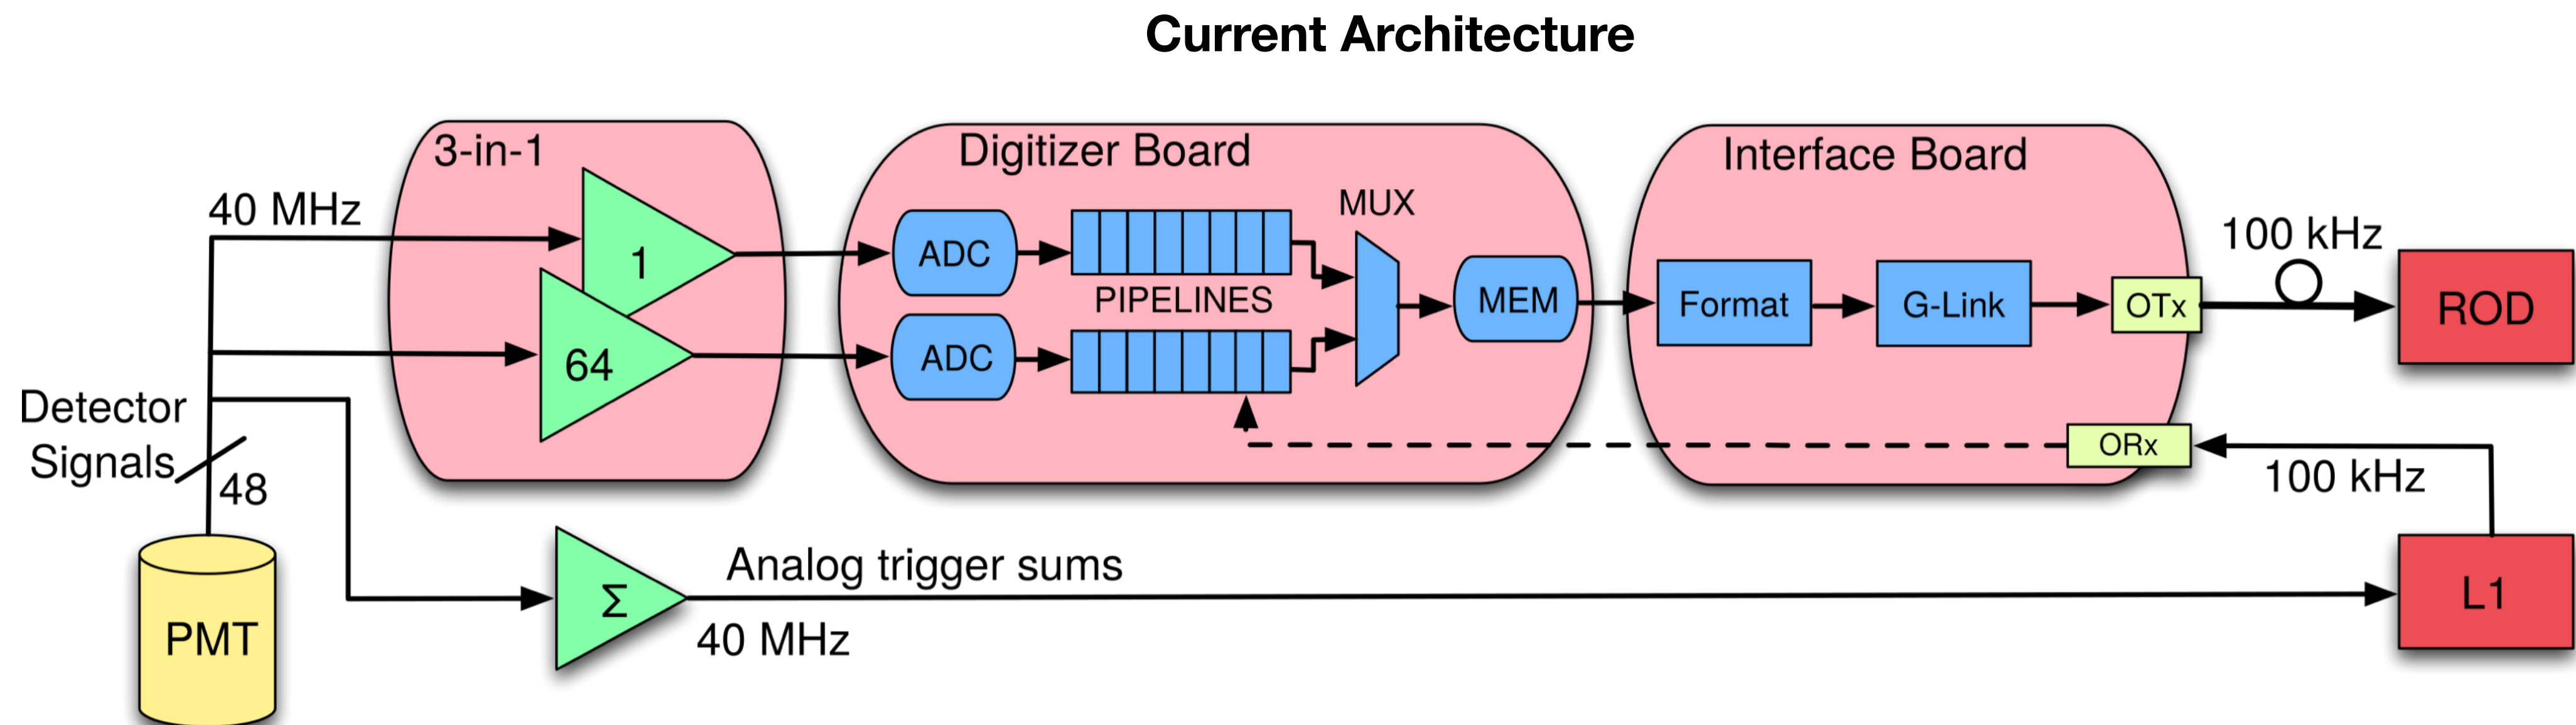 Current Architecture
3-in-1
Digitizer Board
Interface Board
40 MHz
1
64
ADC
ADC
PIPELINES
MUX
MEM
Format
G-Link
OTx
100 kHz
ROD
Detector
Signals
48
ORx
100 kHz
PMT
Σ
Analog trigger sums
40 MHz
L1